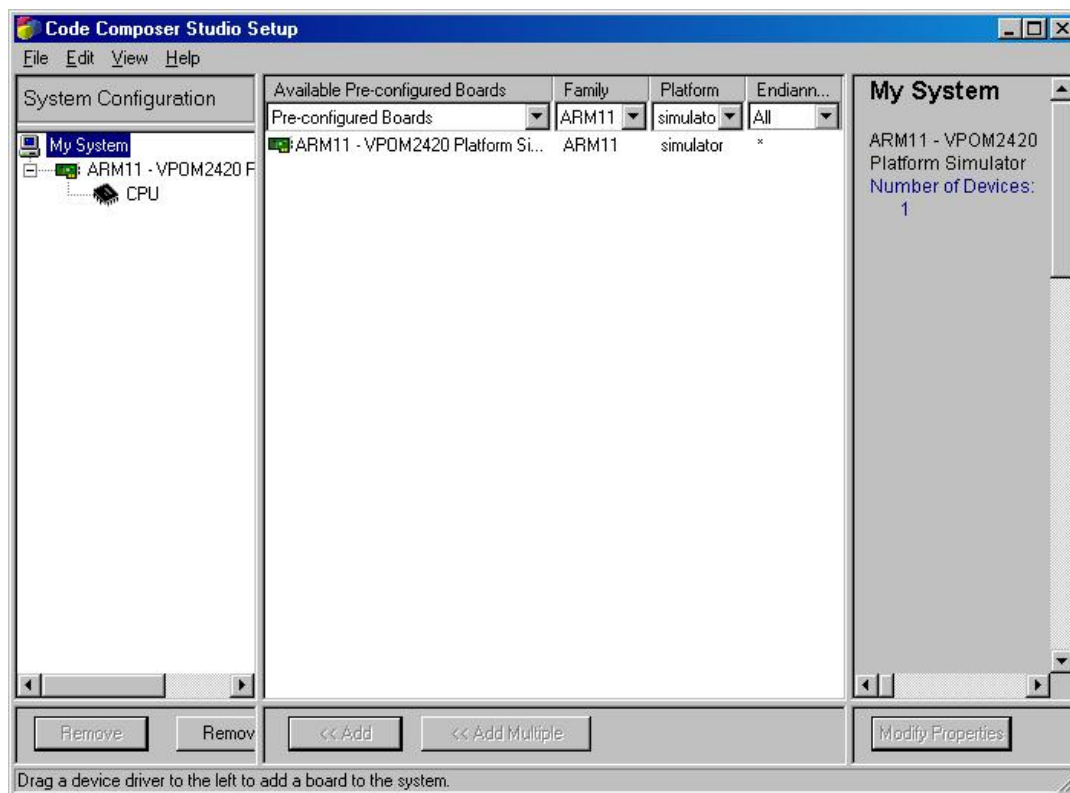 Code Composer Studio Setup
File Edit View Help
System Configuration
My System
ARM11 - VPOM2420 F
CPU
Available Pre-configured Boards Family Platform Endiann...
Pre-configured Boards ARM11 simulato All
ARM11 - VPOM2420 Platform Si... ARM11 simulator *
My System
ARM11 - VPOM2420
Platform Simulator
Number of Devices:
1
Remove Remov << Add << Add Multiple Modify Properties
Drag a device driver to the left to add a board to the system.